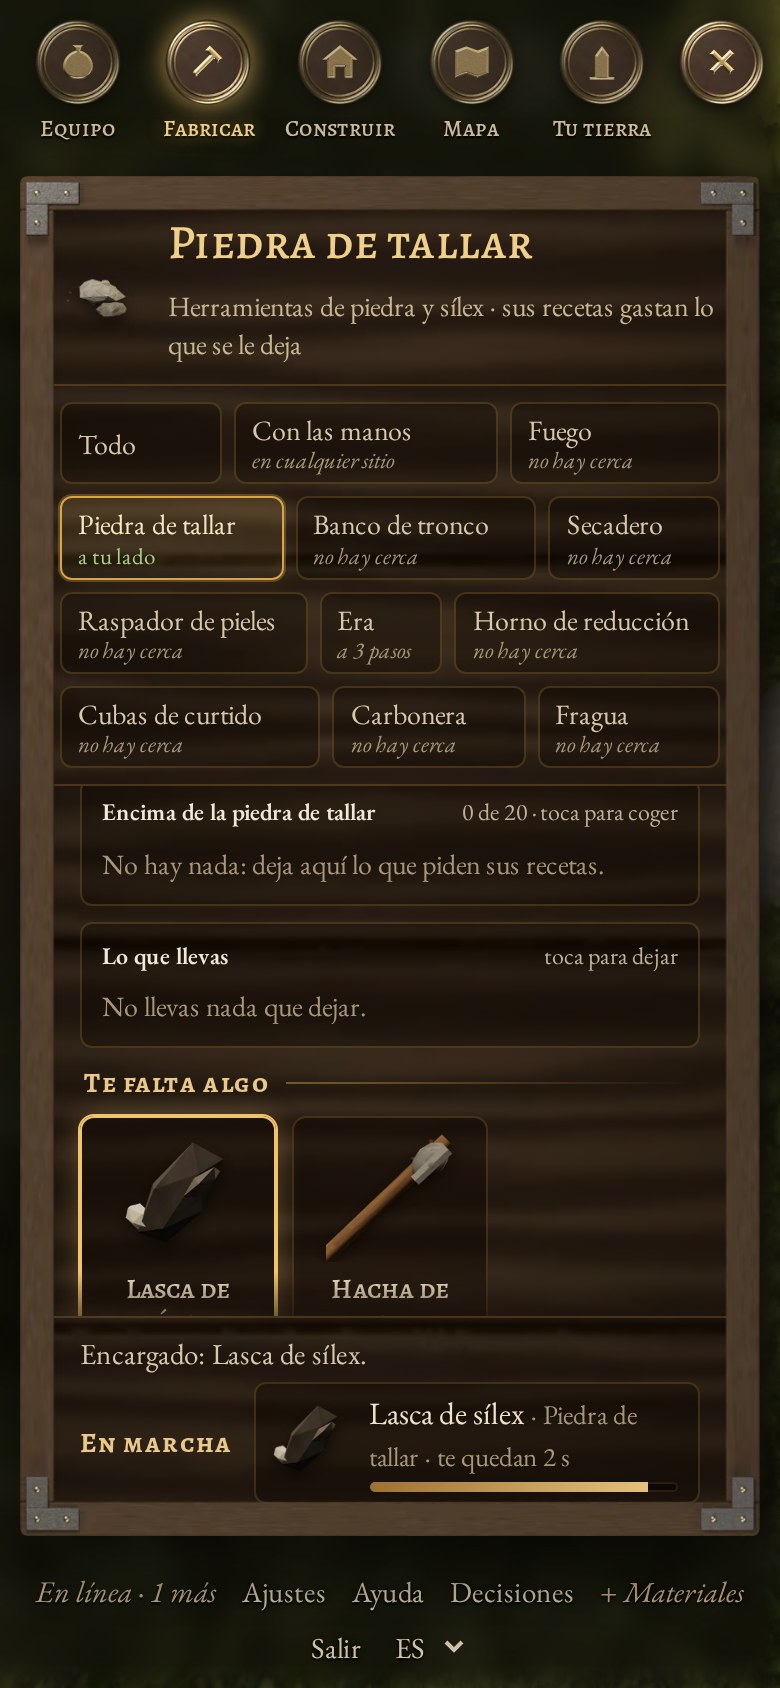 Equipo
Fabricar
Construir
Mapa
Tu tierra
Piedra de tallar
Herramientas de piedra y sílex · sus recetas gastan lo
que se le deja
Todo
Con las manos
en cualquier sitio
Fuego
no hay cerca
Piedra de tallar
a tu lado
Banco de tronco
no hay cerca
Secadero
no hay cerca
Raspador de pieles
no hay cerca
Era
a 3 pasos
Horno de reducción
no hay cerca
Cubas de curtido
no hay cerca
Carbonera
no hay cerca
Fragua
no hay cerca
Encima de la piedra de tallar
0 de 20 · toca para coger
No hay nada: deja aquí lo que piden sus recetas.
Lo que llevas
toca para dejar
No llevas nada que dejar.
Te falta algo
Lasca de
Hacha de
Encargado: Lasca de sílex.
En marcha
Lasca de sílex · Piedra de
tallar · te quedan 2 s
En línea · 1 más
Ajustes
Ayuda
Decisiones
+ Materiales
Salir
ES